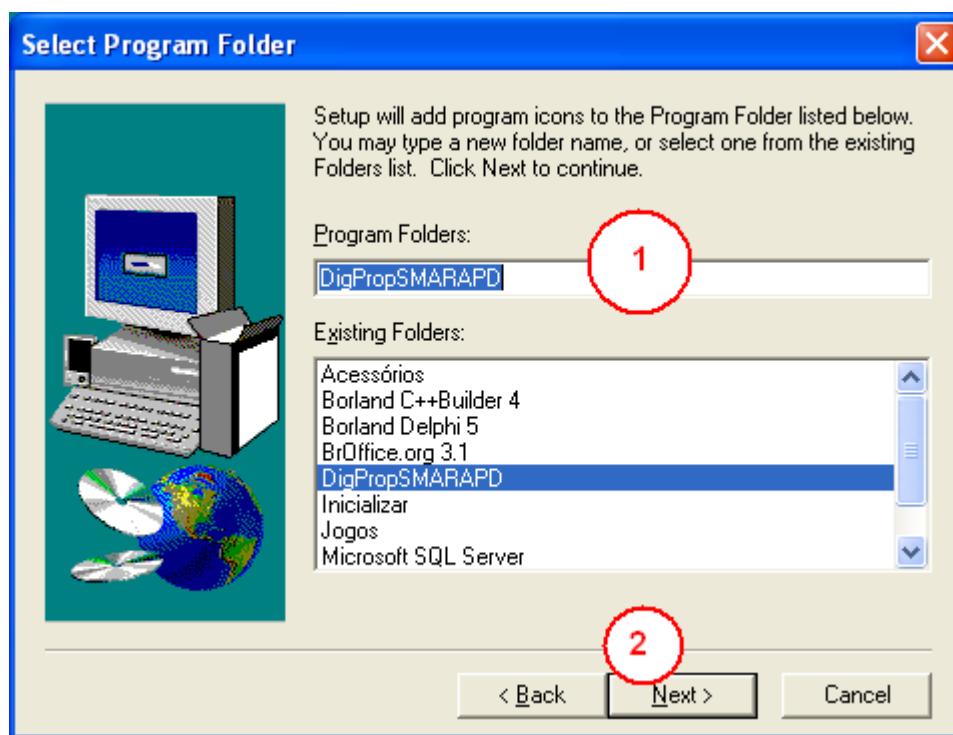 Select Program Folder
Setup will add program icons to the Program Folder listed below.
You may type a new folder name, or select one from the existing
Folders list. Click Next to continue.
Program Folders:
1
DigPropSMARAPD
Existing Folders:
Acessórios
Borland C++Builder 4
Borland Delphi 5
BrOffice.org 3.1
DigPropSMARAPD
Inicializar
Jogos
Microsoft SQL Server
2
< Back
Next >
Cancel